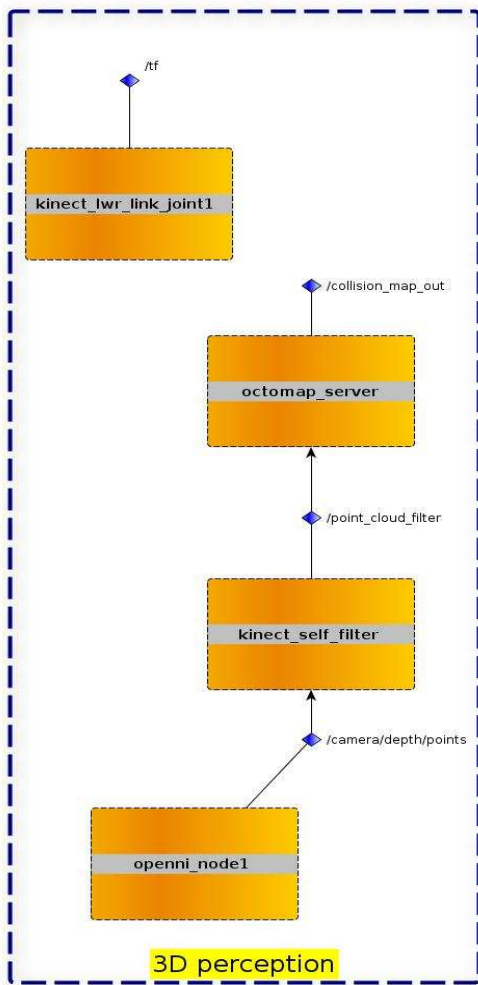 /tf
kinect_lwr_link_joint1
/collision_map_out
octomap_server
/point_cloud_filter
kinect_self_filter
/camera/depth/points
openni_node1
3D perception